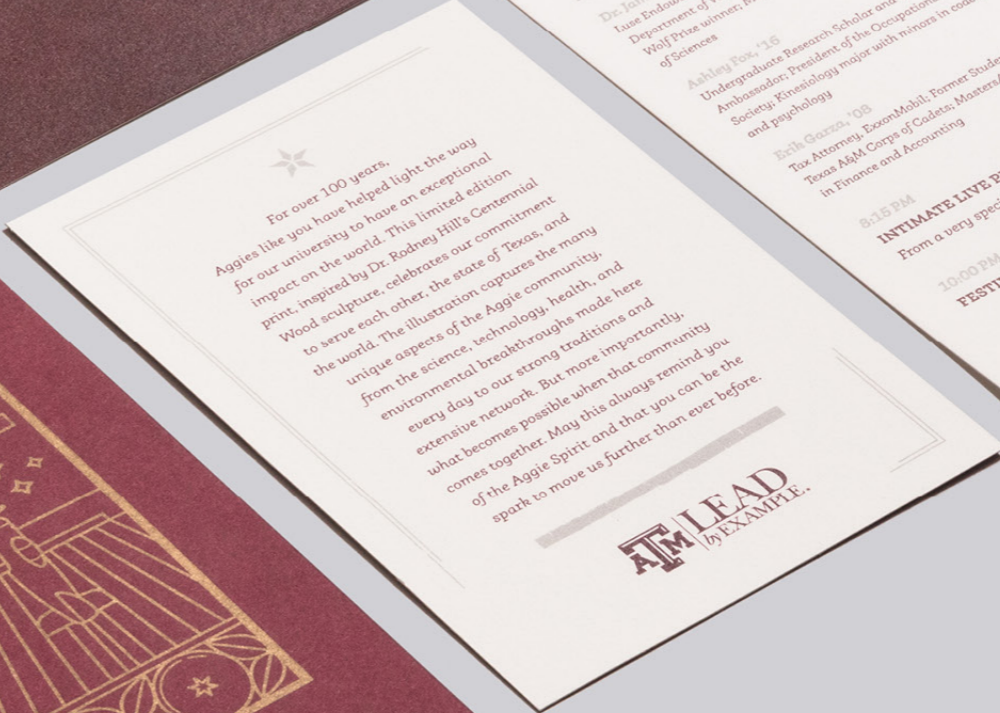 For over 100 years,
Aggies like you have helped light the way
for our university to have an exceptional
impact on the world. This limited edition
print, inspired by Dr. Rodney Hill's Centennial
Wood sculpture, celebrates our commitment
to serve each other, the state of Texas, and
the world. The illustration captures the many
unique aspects of the Aggie community,
from the science, technology, health, and
environmental breakthroughs made here
every day to our strong traditions and
extensive network. But more importantly,
what becomes possible when that community
comes together. May this always remind you
of the Aggie Spirit and that you can be the
spark to move us further than ever before.
ATM LEAD
by EXAMPLE.
Dr. Jan
Luse Endow
Department of
Wolf Prize winner;
of Sciences
Ashley Fox, '16
Undergraduate Research Scholar and
Ambassador; President of the Occupation
Society; Kinesiology major with minors in
and psychology
Erik Garza, '08
Tax Attorney, ExxonMobil; Former Stude
Texas A&M Corps of Cadets; Masters
in Finance and Accounting
8:15 PM
INTIMATE LIVE
From a very spec
10:00 PM
FESTI